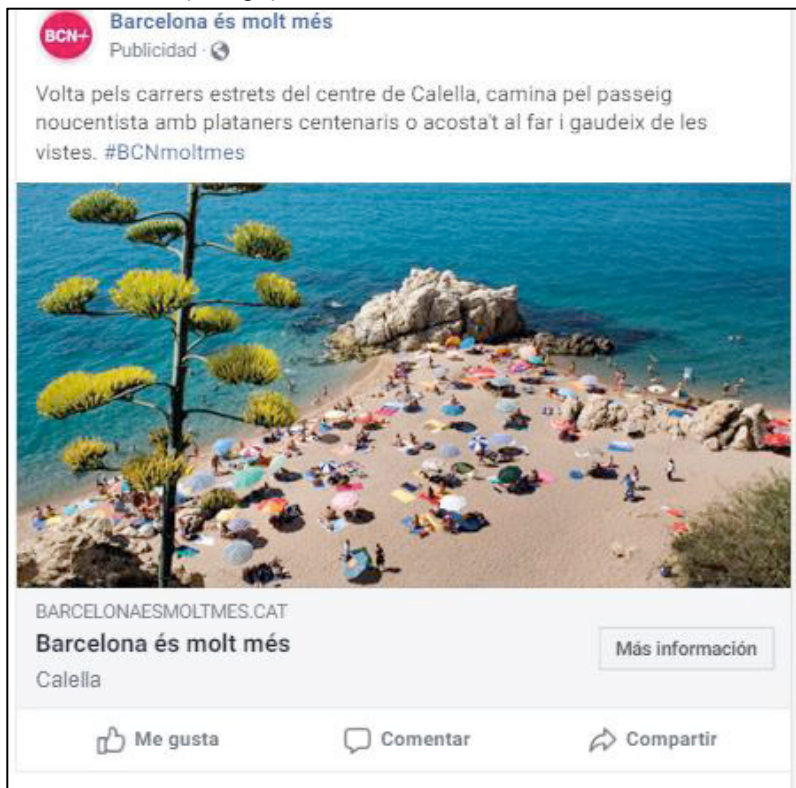 BCN+
Barcelona és molt més
Publicidad ·
Volta pels carrers estrets del centre de Calella, camina pel passeig
noucentista amb plataners centenaris o acosta't al far i gaudeix de les
vistes. #BCNmoltmes
BARCELONAESMOLTMES.CAT
Barcelona és molt més
Más información
Calella
Me gusta
Comentar
Compartir